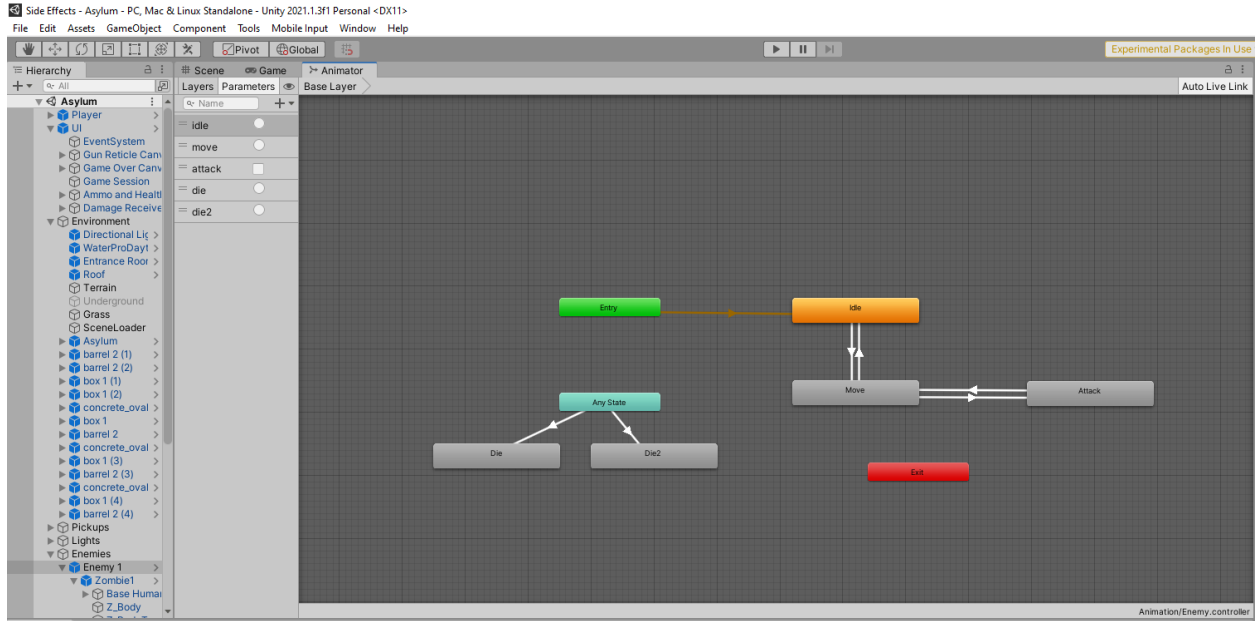 Side Effects - Asylum - PC, Mac & Linux Standalone - Unity 2021.1.3f1 Personal <DX11>
File Edit Assets GameObject Component Tools Mobile Input Window Help
Pivot Global Experimental Packages In Use
Hierarchy
All
Asylum
Player
UI
EventSystem
Gun Reticle Canv
Game Over Canv
Game Session
Ammo and Healtl
Damage Receive
Environment
Directional Lig
WaterProDayt
Entrance Roor
Roof
Terrain
Underground
Grass
SceneLoader
Asylum
barrel 2 (1)
barrel 2 (2)
box 1 (1)
box 1 (2)
concrete_oval
box 1
barrel 2
concrete_oval
box 1 (3)
barrel 2 (3)
concrete_oval
box 1 (4)
barrel 2 (4)
Pickups
Lights
Enemies
Enemy 1
Zombie1
Base Humai
Z_Body
Scene Game Animator
Layers Parameters Base Layer Auto Live Link
Name
idle
move
attack
die
die2
Entry
Idle
Move
Attack
Any State
Die
Die2
Exit
Animation/Enemy.controller